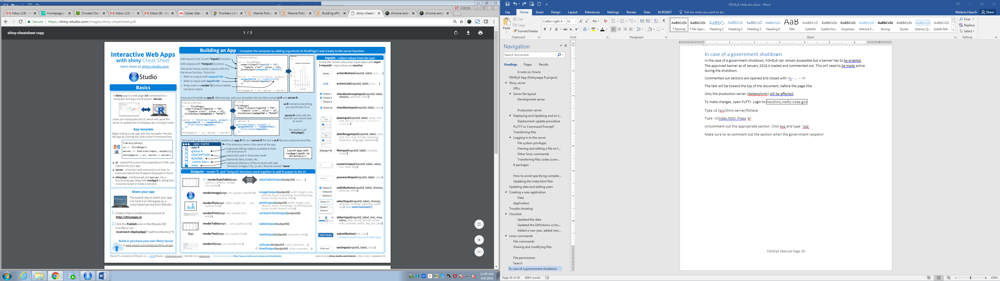 Melanie
Inbox (19) - m
Homepage | C
Climate Chan
Inbox (13) - m
Inbox (6) - ha
Career Site - C
Frontiers | Ad
Marine Policy
Marine Policy
Building effec
shiny-cheatsh
chrome-exter
chrome-exter
Secure
https://shiny.rstudio.com/images/shiny-cheatsheet.pdf
shiny-cheatsheet copy
1 / 2
Interactive Web Apps
with shiny Cheat Sheet
learn more at shiny.rstudio.com
R Studio
Basics
A Shiny app is a web page (UI) connected to a
computer running a live R session (Server)
Users can manipulate the UI, which will cause the
server to update the UI's displays (by running R code).
App template
Begin writing a new app with this template. Preview
the app by running the code at the R command line.
library(shiny)
ui <- fluidPage()
server <- function(input, output){}
shinyApp(ui = ui, server = server)
• ui - nested R functions that assemble an HTML user
interface for your app
• server - a function with instructions on how to
build and rebuild the R objects displayed in the UI
• shinyApp - combines ui and server into a
functioning app. Wrap with runApp() if calling from
a sourced script or inside a function.
Share your app
shinyapps.io
The easiest way to share your app
is to host it on shinyapps.io, a
cloud based service from RStudio
1. Create a free or professional account at
http://shinyapps.io
2. Click the Publish icon in the RStudio IDE
(>=0.99) or run:
rsconnect::deployApp("<path to directory>")
Build or purchase your own Shiny Server
at www.rstudio.com/products/shiny-server/
Building an App - Complete the template by adding arguments to fluidPage() and a body to the server function.
Add inputs to the UI with *Input() functions
Add outputs with *Output() functions
Tell server how to render outputs with R in
the server function. To do this:
1. Refer to outputs with output$<id>
2. Refer to inputs with input$<id>
3. Wrap code in a render*() function before
saving to output
library(shiny)
ui <- fluidPage(
numericInput(inputId = "n",
"Sample size", value = 25),
plotOutput(outputId = "hist")
)
server <- function(input, output) {
output$hist <- renderPlot({
hist(rnorm(input$n))
})
}
shinyApp(ui = ui, server = server)
Save your template as app.R. Alternatively, split your template into two files named ui.R and server.R.
library(shiny)
ui <- fluidPage(
numericInput(inputId = "n",
"Sample size", value = 25),
plotOutput(outputId = "hist")
)
server <- function(input, output) {
output$hist <- renderPlot({
hist(rnorm(input$n))
})
}
shinyApp(ui = ui, server = server)
# ui.R
fluidPage(
numericInput(inputId = "n",
"Sample size", value = 25),
plotOutput(outputId = "hist")
)
# server.R
function(input, output) {
output$hist <- renderPlot({
hist(rnorm(input$n))
})
}
ui.R contains everything
you would save to ui.
server.R ends with the
function you would save
to server.
No need to call
shinyApp().
Save each app as a directory that contains an app.R file (or a server.R file and a ui.R file) plus optional extra files.
app-name
app.R
global.R
DESCRIPTION
README
<other files>
www
The directory name is the name of the app
(optional) defines objects available to both
ui.R and server.R
(optional) used in showcase mode
(optional) data, scripts, etc.
(optional) directory of files to share with web
browsers (images, CSS, .js, etc.) Must be named "www"
Launch apps with
runApp(<path to
directory>)
Outputs - render*() and *Output() functions work together to add R output to the UI
DT::renderDataTable(expr,
options, callback, escape,
env, quoted)
works
with
dataTableOutput(outputId, icon, ...)
renderImage(expr, env, quoted, deleteFile)
imageOutput(outputId, width, height, click,
dblclick, hover, hoverDelay, hoverDelayType,
brush, clickId, hoverId, inline)
renderPlot(expr, width, height, res, ..., env,
quoted, func)
plotOutput(outputId, width, height, click,
dblclick, hover, hoverDelay, hoverDelayType,
brush, clickId, hoverId, inline)
renderPrint(expr, env, quoted, func,
width)
verbatimTextOutput(outputId)
renderTable(expr,..., env, quoted, func)
tableOutput(outputId)
foo
renderText(expr, env, quoted, func)
textOutput(outputId, container, inline)
renderUI(expr, env, quoted, func)
uiOutput(outputId, inline, container, ...)
& htmlOutput(outputId, inline, container, ...)
Inputs - collect values from the user
Access the current value of an input object with input
$<inputId>. Input values are reactive.
Action
actionButton(inputId, label, icon, ...)
Link
actionLink(inputId, label, icon, ...)
Choice 1
Choice 2
Choice 3
checkboxGroupInput(inputId, label,
choices, selected, inline)
Check me
checkboxInput(inputId, label, value)
dateInput(inputId, label, value, min,
max, format, startview, weekstart,
language)
dateRangeInput(inputId, label, start,
end, min, max, format, startview,
weekstart, language, separator)
Choose File
fileInput(inputId, label, multiple,
accept)
1
numericInput(inputId, label, value,
min, max, step)
passwordInput(inputId, label, value)
Choice A
Choice B
Choice C
radioButtons(inputId, label, choices,
selected, inline)
Choice 1
Choice 1
Choice 2
selectInput(inputId, label, choices,
selected, multiple, selectize, width,
size) (also selectizeInput())
sliderInput(inputId, label, min, max,
value, step, round, format, locale,
ticks, animate, width, sep, pre, post)
Apply Changes
submitButton(text, icon)
(Prevents reactions across entire app)
Enter text
textInput(inputId, label, value)
RStudio® is a trademark of RStudio, Inc. • CC BY RStudio • info@rstudio.com • 844-448-1212 • rstudio.com
More cheat sheets at http://www.rstudio.com/resources/cheatsheets/
Learn more at shiny.rstudio.com/tutorial • shiny 0.12.0 • Updated: 6/15
11:09 AM
6/6/2018
FISHEyE Help doc.docx - Word
File
Home
Insert
Design
Layout
References
Mailings
Review
View
ACROBAT
Tell me what you want to do...
Melanie.Harsch
Share
Paste
Cut
Copy
Format Painter
Clipboard
Calibri Light (H
11
Font
Paragraph
¶ Normal
¶ No Spac...
Heading 1
Heading 2
Heading 3
Heading 4
Title
Subtitle
Subtle Em...
Emphasis
Intense E...
Strong
Quote
Intense Q...
Subtle Ref...
Styles
Find
Replace
Select
Editing
Navigation
Search document
Headings
Pages
Results
A note on Oracle
FISHEyE App (fisheyeapp R project)
Shiny server
URLs
Server file layout
Development server
Production server
Deploying and Updating and on t...
Deployment-update procedure
PuTTY or Command Prompt?
Transferring files
Logging in to the server
File system privileges
Viewing and editing a file on t...
Other linux commands
Transferring files codes (com...
R packages
How to avoid specifying complet...
Updating the index.html files
Updating data and adding years
Creating a new application
Data
Application
Trouble shooting
Checklist
Updated the data
Updated the Definitions or Ins...
Added a new year, added new...
Linux commands
File commands
Viewing and modifying files
File permissions
Search
In case of a government shutdown
In case of a government shutdown
In the case of a government shutdown, FISHEyE can remain accessible but a banner has to be enabled.
The approved banner as of January 2018 is loaded and commented out. This will need to be made active
during the shutdown.
Commented out sections are opened and closed with <!- - ... - -!>
The text will be toward the top of the document, before the page title.
Only the production server (dataexplorer) will be affected.
To make changes, open PuTTY. Login to nwcshiny.nwfsc.noaa.gov
Type cd /srv/shiny-server/fisheye
Type: vi/index.html Press 'ei'
Uncomment out the appropriate section. Click esq and type ':wq'
Make sure to re-comment out the section when the government reopens!
FISHEyE Manual Page 30
Page 30 of 30
8065 words
100%